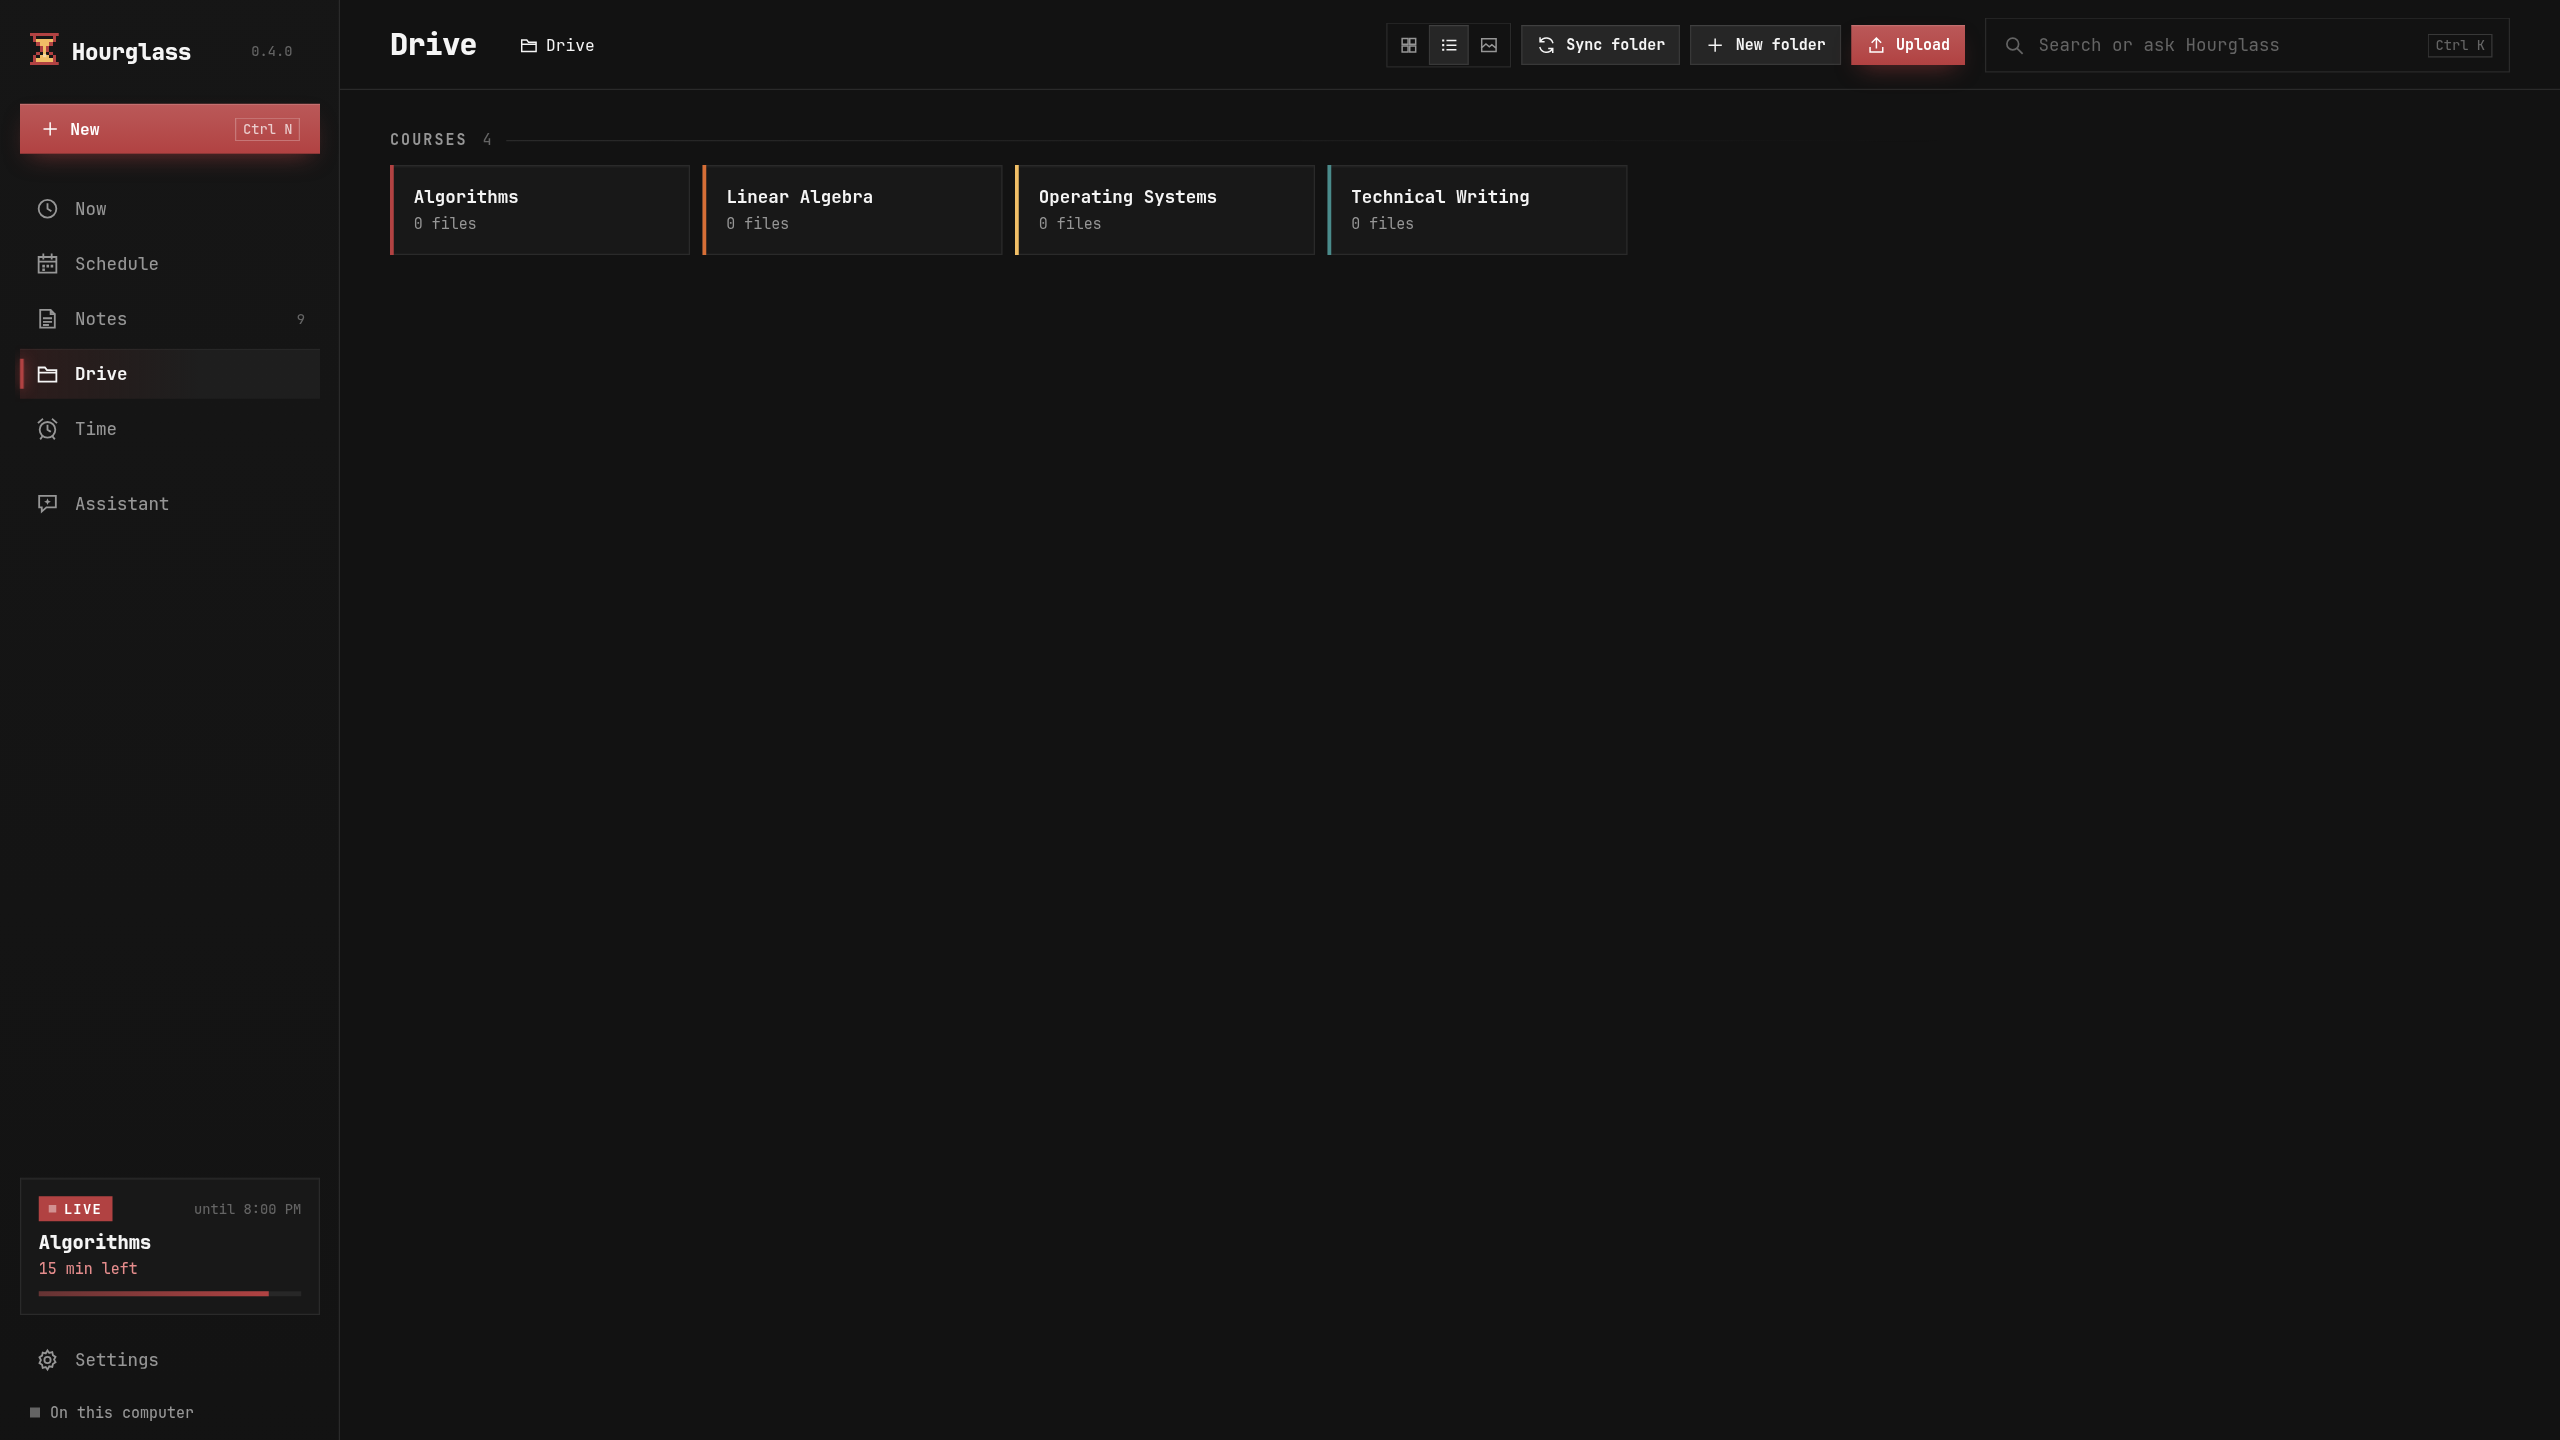 Hourglass 0.4.0
New Ctrl N
Now
Schedule
Notes 9
Drive
Time
Assistant
LIVE until 8:00 PM
Algorithms
15 min left
Settings
On this computer
Drive Drive Sync folder New folder Upload Search or ask Hourglass Ctrl K
COURSES 4
Algorithms
0 files
Linear Algebra
0 files
Operating Systems
0 files
Technical Writing
0 files